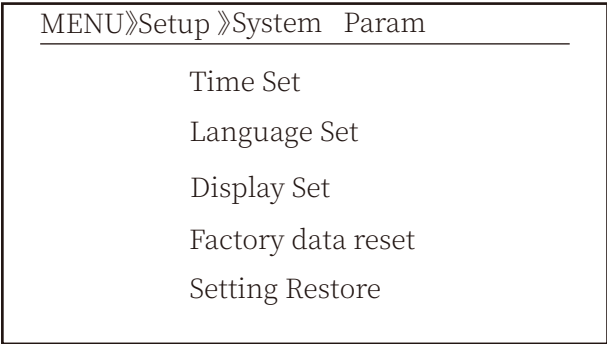 MENU》Setup 》System Param
Time Set
Language Set
Display Set
Factory data reset
Setting Restore